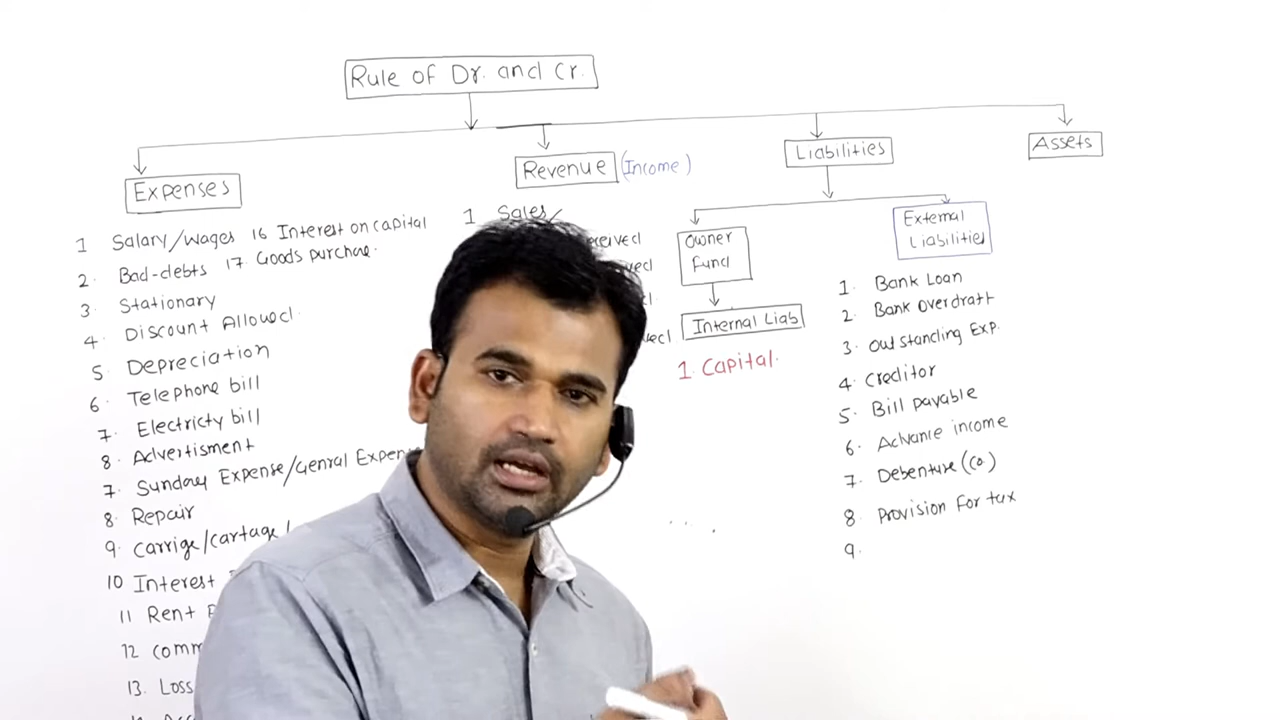 Rule of Dr. and Cr.
Expenses
1 Salary/wages 16 Interest on capital
2. Bad-debts 17. Goods purchase.
3. Stationary
4. Discount Allowed.
5 Depreciation
6. Telephone bill
7. Electricty bill
8. Advertisment
7. Sunday Expense/Genral Expense
8 Repair
9. Carrige/cartage/
10 Interest
11 Rent
12 comm
13. Loss
Revenue (Income)
1 Sales/
eceived
Liabilities
Owner
Fund
Internal Liab
1. Capital.
External
Liabilities
1. Bank Loan
2. Bank Overdraft
3. Outstanding Exp.
4. Creditor
5. Bill payable
6. Advance income
7. Debenture (Co.)
8. Provision for tax
9.
Assets